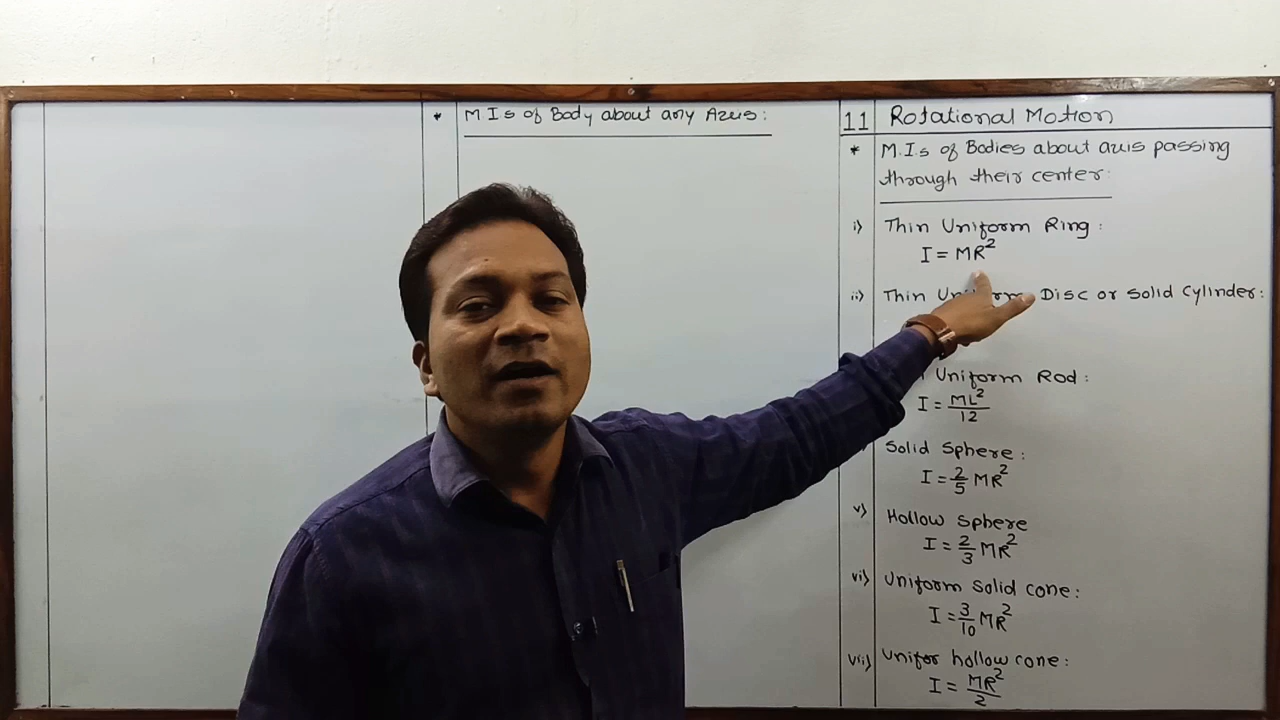 * M I s of Body about any Axis:
11 Rotational Motion
* M.I.s of Bodies about axis passing
through their center:
i) Thin Uniform Ring:
I = MR²
ii) Thin Uniform Disc or Solid Cylinder:
Uniform Rod:
I = ML²/12
Solid Sphere:
I = 2/5 MR²
v) Hollow Sphere
I = 2/3 MR²
vi) Uniform Solid cone:
I = 3/10 MR²
vii) Unifor hollow cone:
I = MR²/2